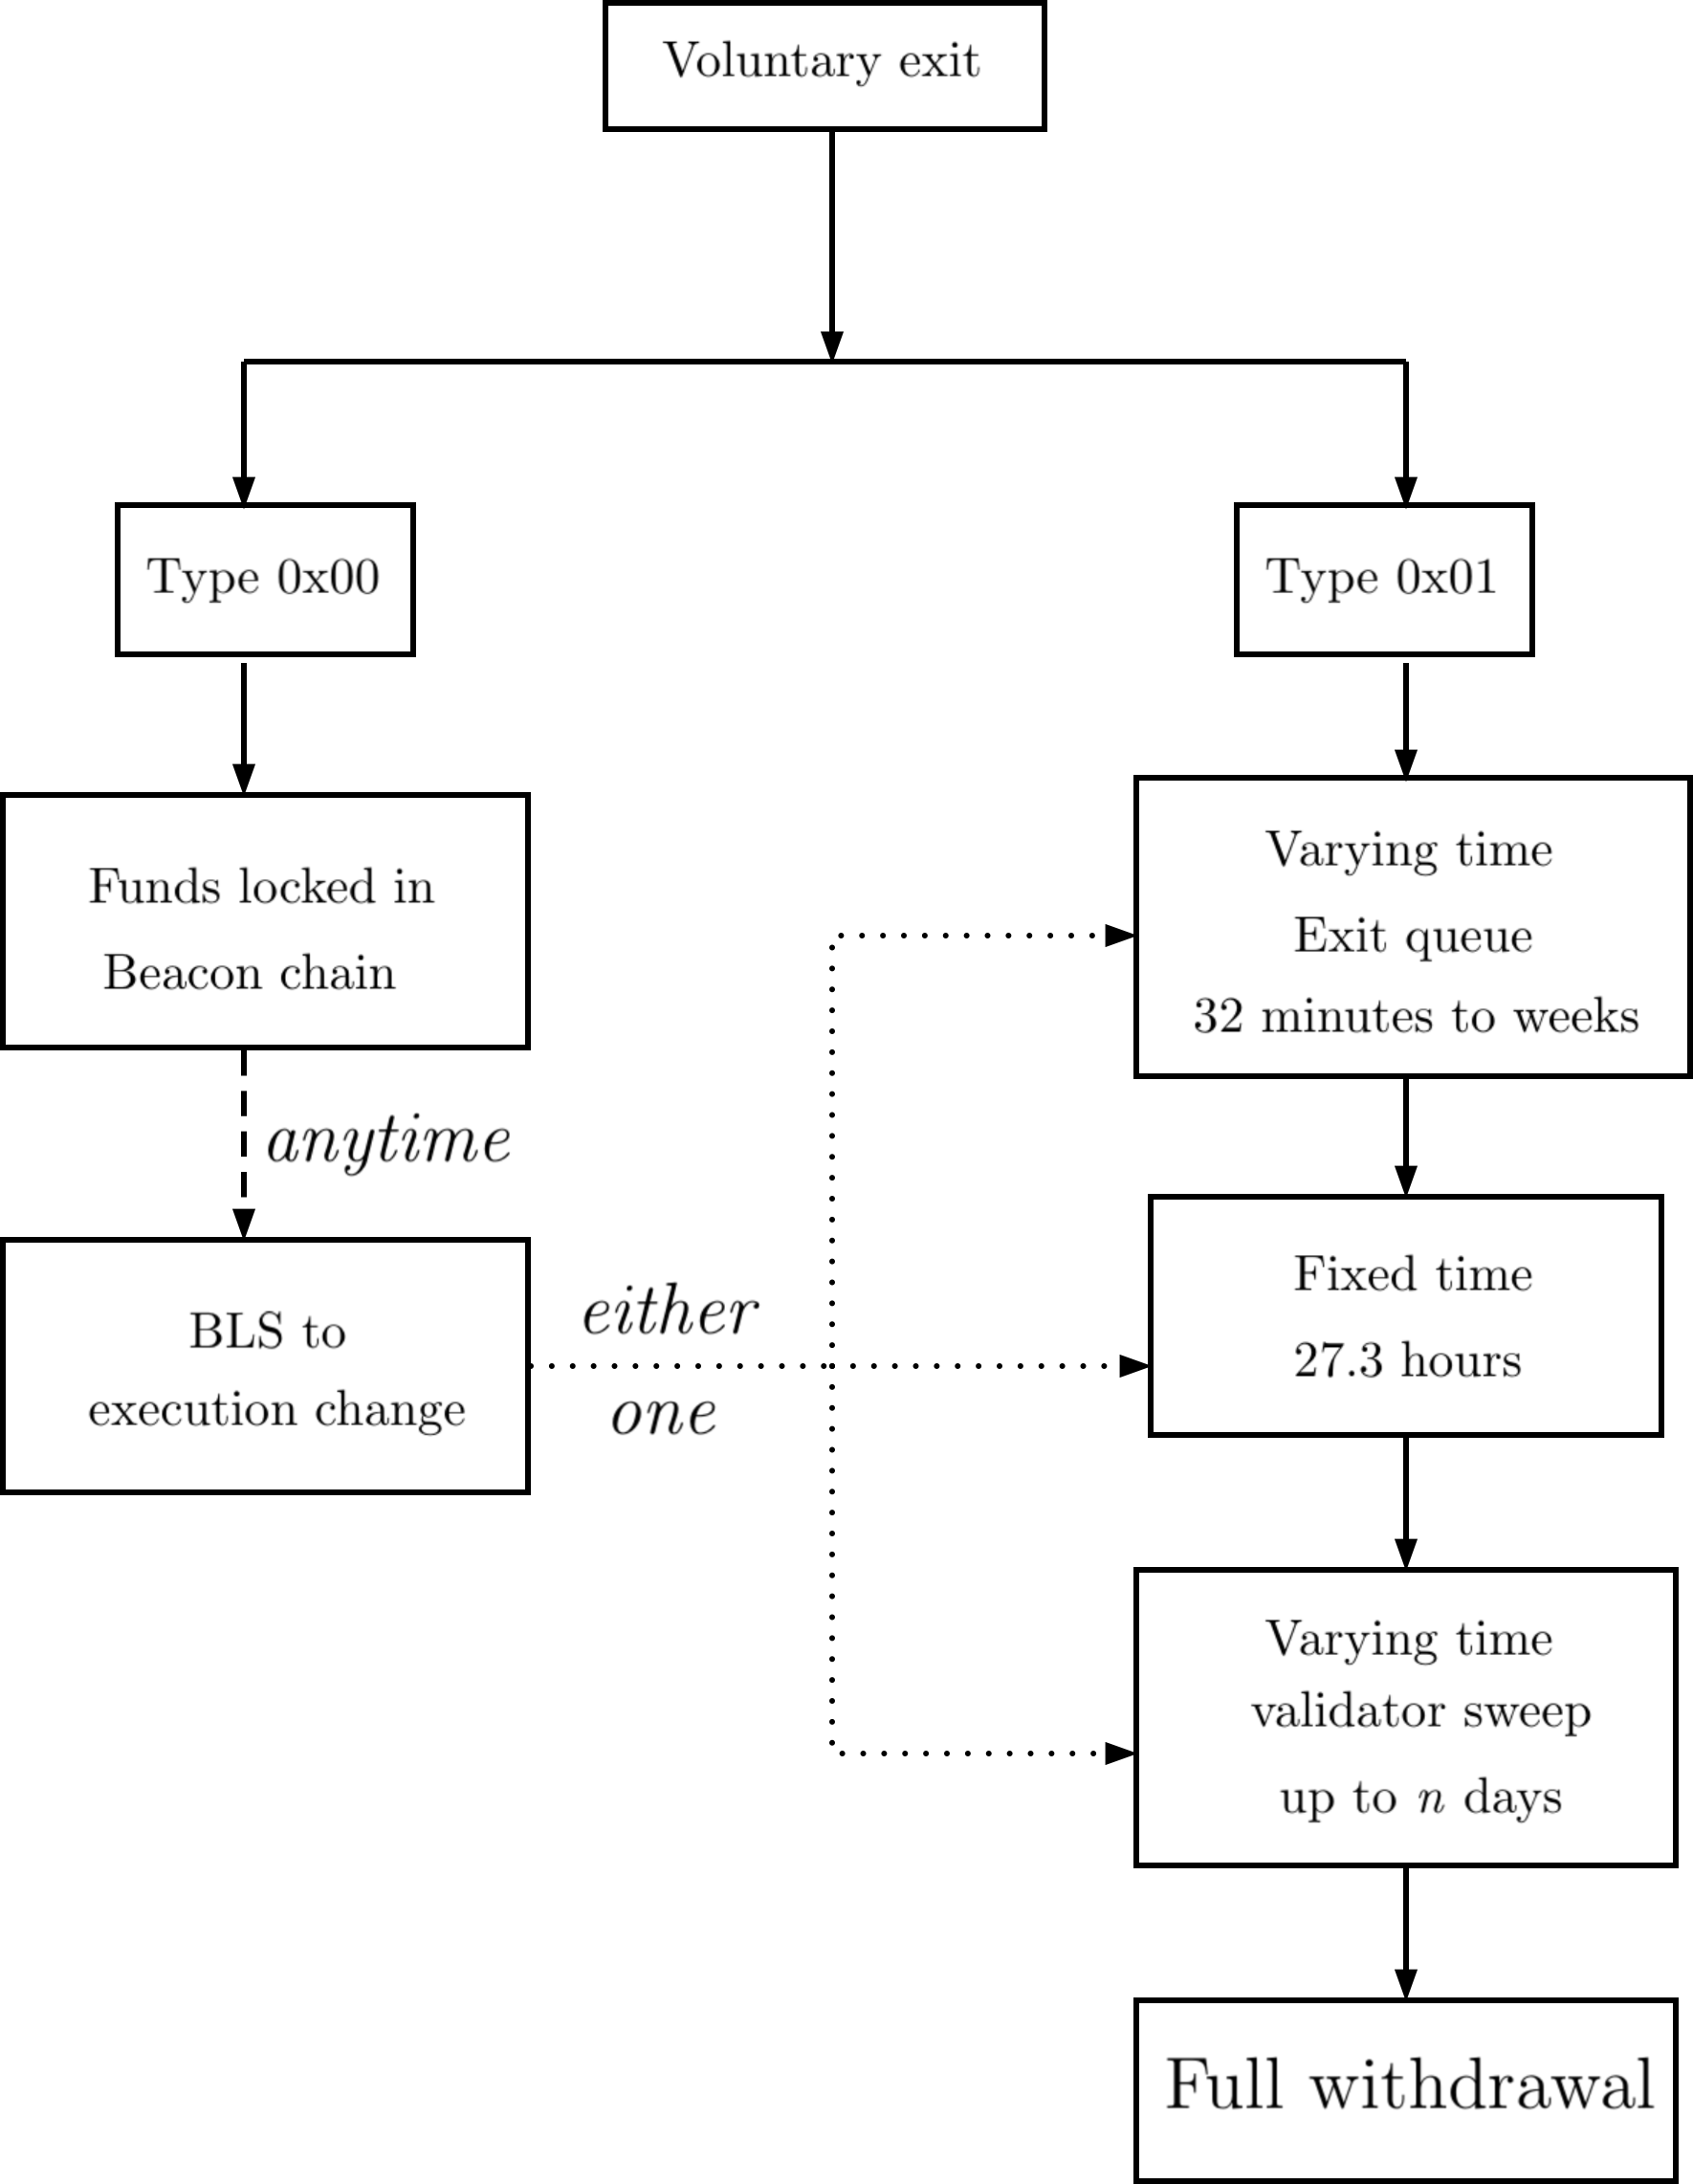 Voluntary exit
Type 0x00
Type 0x01
Funds locked in
Beacon chain
anytime
BLS to
execution change
either
one
Varying time
Exit queue
32 minutes to weeks
Fixed time
27.3 hours
Varying time
validator sweep
up to n days
Full withdrawal